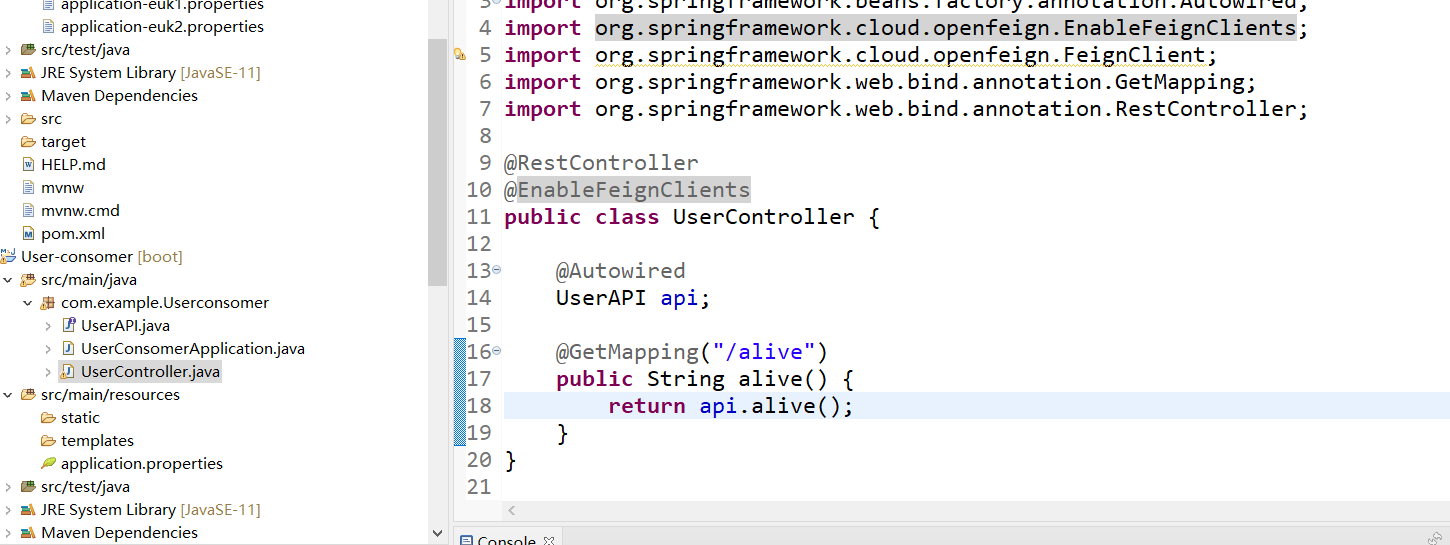 application-euk1.properties
application-euk2.properties
src/test/java
JRE System Library [JavaSE-11]
Maven Dependencies
src
target
HELP.md
mvnw
mvnw.cmd
pom.xml
User-consomer [boot]
src/main/java
com.example.Userconsomer
UserAPI.java
UserConsomerApplication.java
UserController.java
src/main/resources
static
templates
application.properties
src/test/java
JRE System Library [JavaSE-11]
Maven Dependencies
3 import org.springframework.beans.factory.annotation.Autowired;
4 import org.springframework.cloud.openfeign.EnableFeignClients;
5 import org.springframework.cloud.openfeign.FeignClient;
6 import org.springframework.web.bind.annotation.GetMapping;
7 import org.springframework.web.bind.annotation.RestController;
8
9 @RestController
10 @EnableFeignClients
11 public class UserController {
12
13 @Autowired
14 UserAPI api;
15
16 @GetMapping("/alive")
17 public String alive() {
18 return api.alive();
19 }
20 }
21
Console